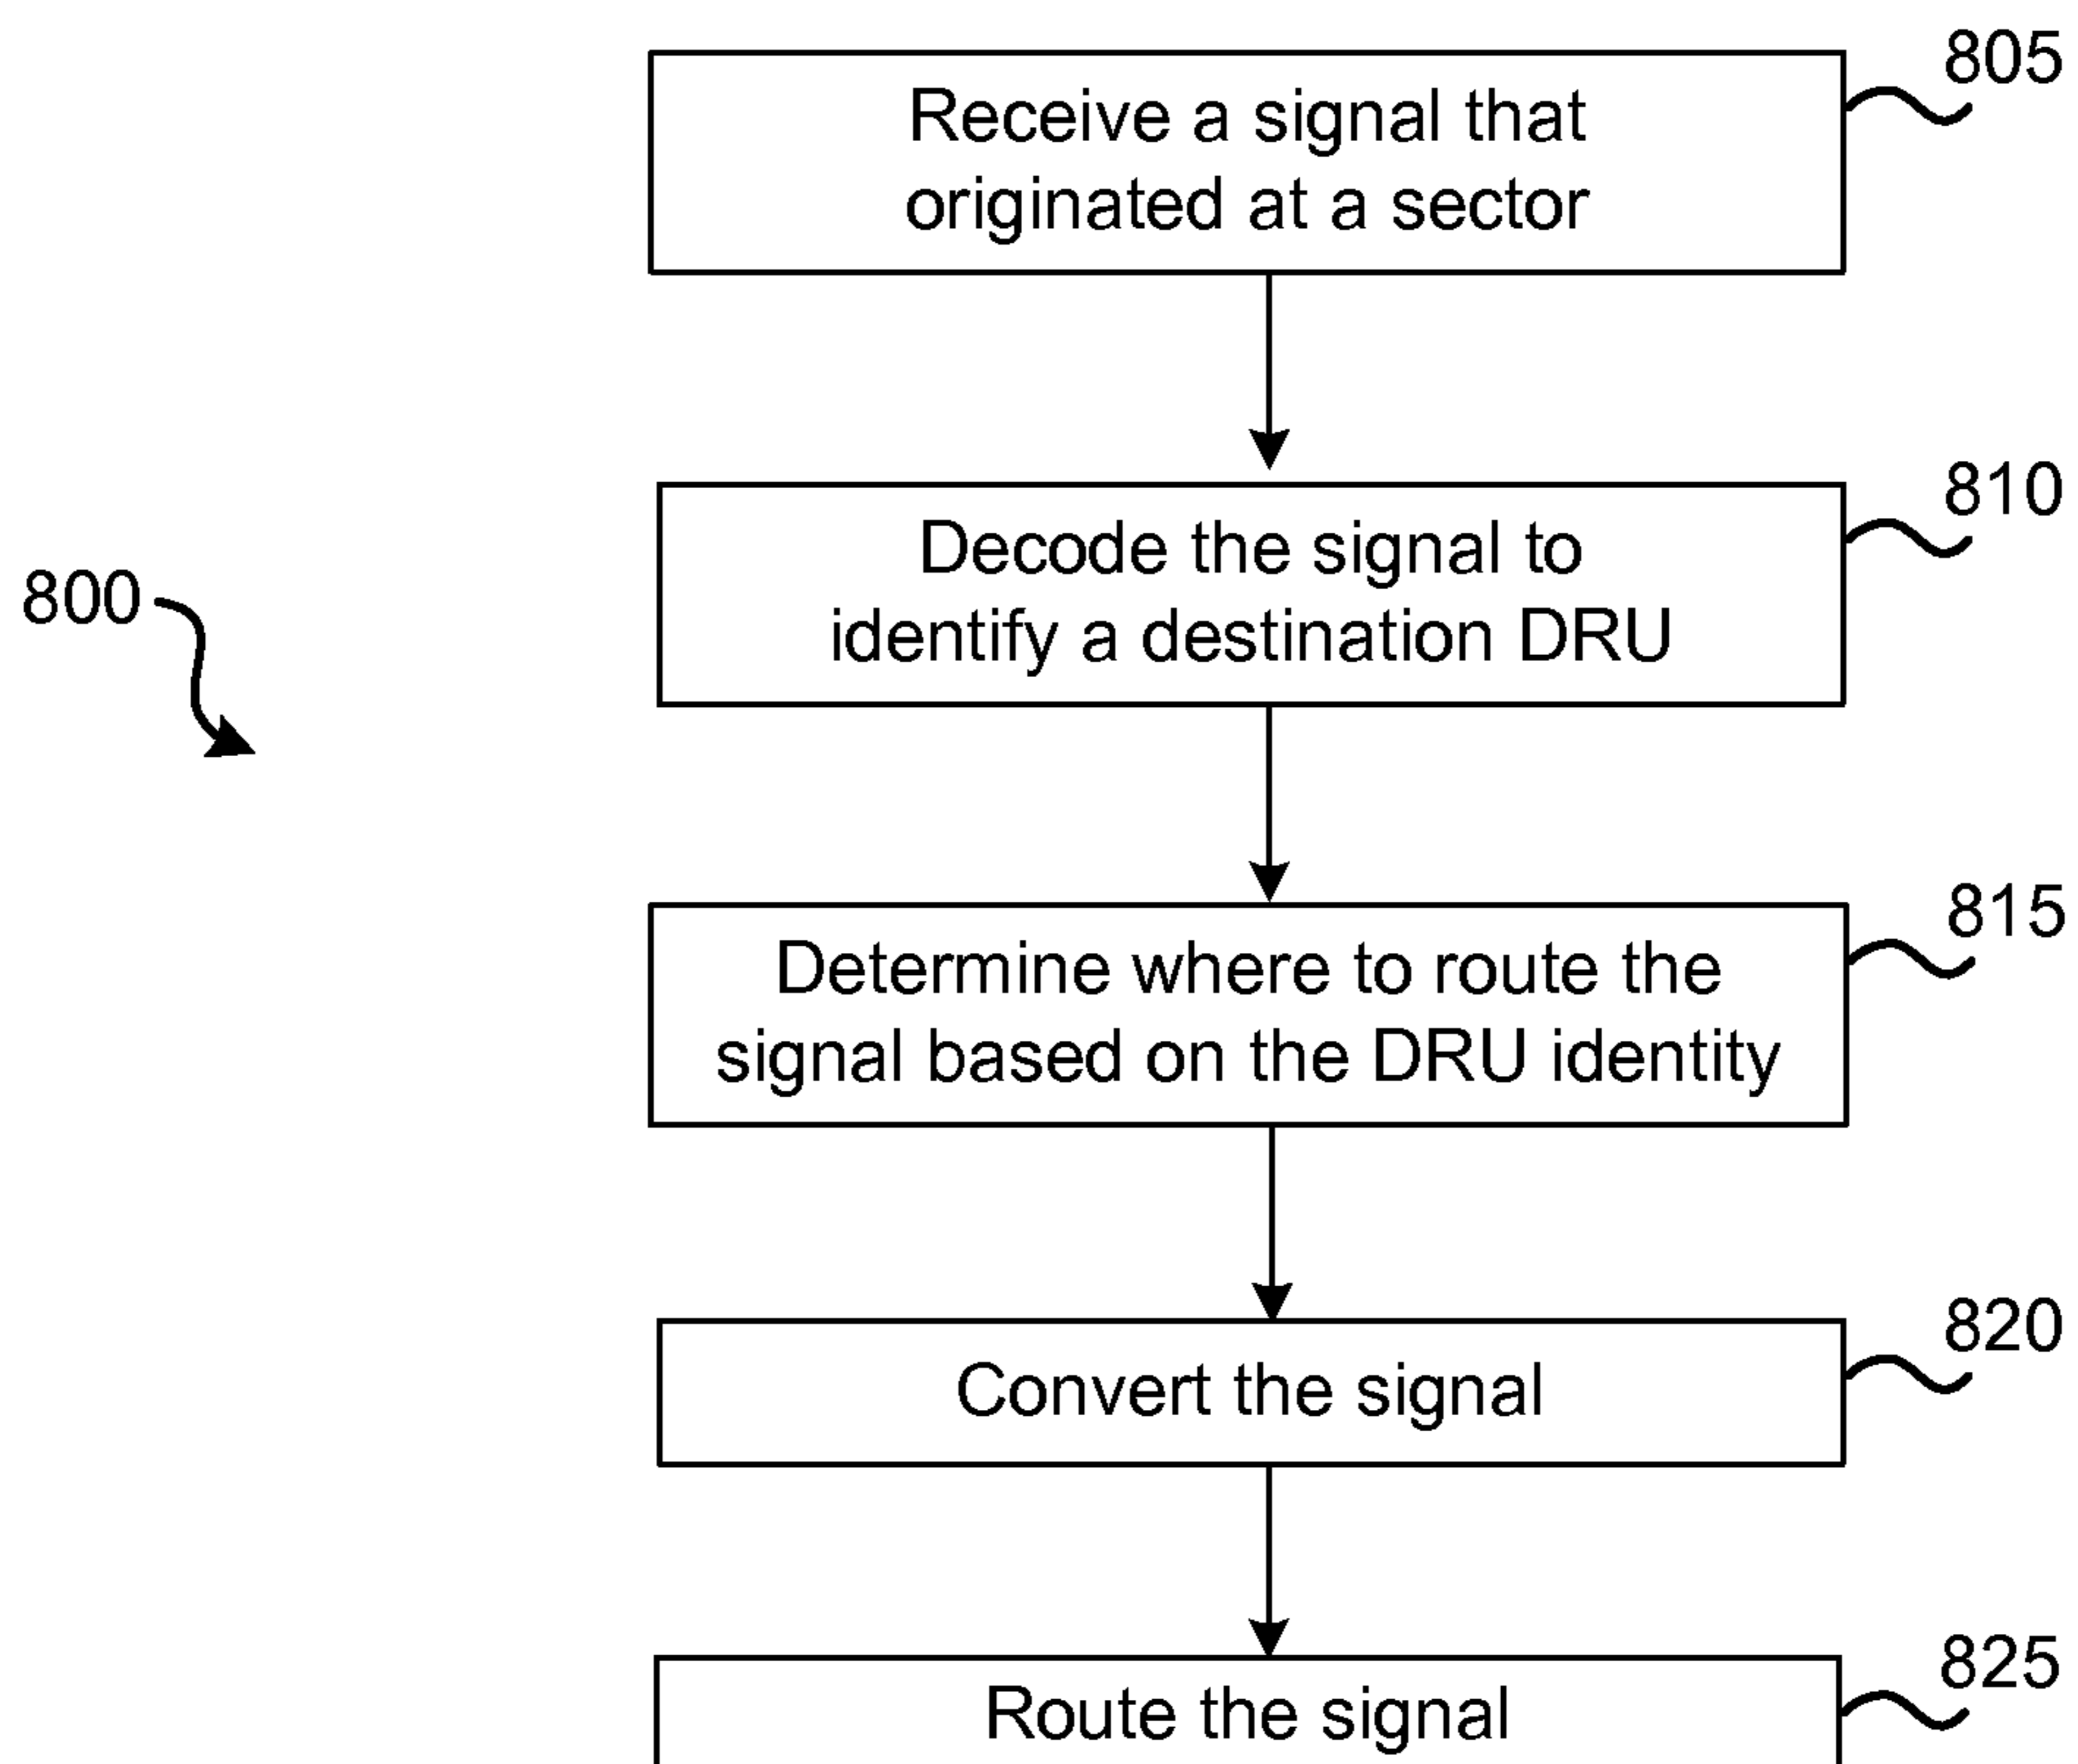 805
Receive a signal that
originated at a sector
810
Decode the signal to
identify a destination DRU
800
815
Determine where to route the
signal based on the DRU identity
820
Convert the signal
825
Route the signal